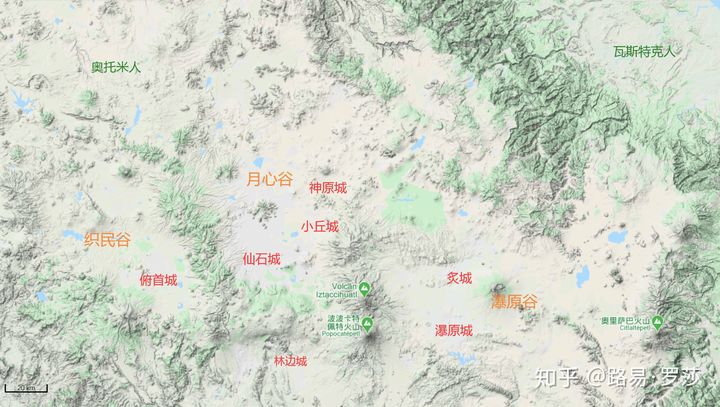 奥托米人
瓦斯特克人
月心谷
神原城
小丘城
织民谷
仙石城
俯首城
炙城
Volcán
Iztaccíhuatl
瀑原谷
波波卡特
佩特火山
Popocatépetl
瀑原城
奥里萨巴火山
Citlaltépetl
林边城
20 km
知乎 @路易·罗莎